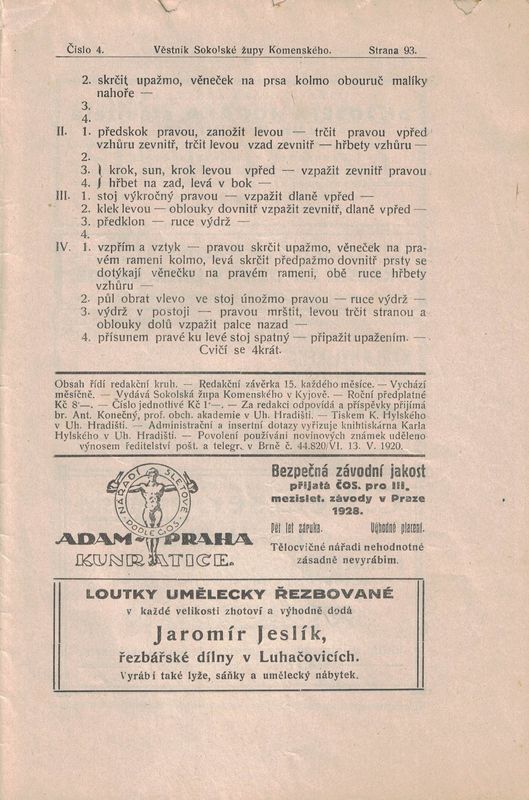 Číslo 4. Věstník Sokolské župy Komenského. Strana 93.
2. skrčit upažmo, věneček na prsa kolmo obouruč malíky
nahoře —
3.
4.
II. 1. předskok pravou, zanožit levou — trčit pravou vpřed
vzhůru zevnitř, trčit levou vzad zevnitř — hřbety vzhůru —
2.
3. } krok, sun, krok levou vpřed — vzpažit zevnitř pravou
4. } hřbet na zad, levá v bok —
III. 1. stoj výkročný pravou — vzpažit dlaně vpřed —
2. klek levou — oblouky dovnitř vzpažit zevnitř, dlaně vpřed —
3. předklon — ruce výdrž —
4.
IV. 1. vzpřim a vztyk — pravou skrčit upažmo, věneček na pra-
vém rameni kolmo, levá skrčit předpažmo dovnitř prsty se
dotýkají věnečku na pravém rameni, obě ruce hřbety
vzhůru —
2. půl obrat vlevo ve stoj únožmo pravou — ruce výdrž —
3. výdrž v postoji — pravou mrštit, levou trčit stranou a
oblouky dolů vzpažit palce nazad —
4. přísunem pravé ku levé stoj spatný — připažit upažením. —
Cvičí se 4krát.
Obsah řídí redakční kruh. — Redakční závěrka 15. každého měsíce. — Vychází
měsíčně. — Vydává Sokolská župa Komenského v Kyjově. — Roční předplatné
Kč 8·—. — Číslo jednotlivé Kč 1·—. — Za redakci odpovídá a příspěvky přijímá
br. Ant. Konečný, prof. obch. akademie v Uh. Hradišti. — Tiskem K. Hylského
v Uh. Hradišti. — Administrační a insertní dotazy vyřizuje knihtiskárna Karla
Hylského v Uh. Hradišti. — Povolení používání novinových známek uděleno
výnosem ředitelství pošt. a telegr. v Brně č. 44.820/VI. 13. V. 1920.
NÁŘADÍ SLETOVÉ
PODLE ČOS.
ADAM-PRAHA
KUNRATICE.
Bezpečná závodní jakost
přijatá ČOS. pro III.
mezislet. závody v Praze
1928.
Pět let záruka. Výhodné placení.
Tělocvičné nářadí nehodnotné
zásadně nevyrábím.
LOUTKY UMĚLECKY ŘEZBOVANÉ
v každé velikosti zhotoví a výhodně dodá
Jaromír Jeslík,
řezbářské dílny v Luhačovicích.
Vyrábí také lyže, sáňky a umělecký nábytek.